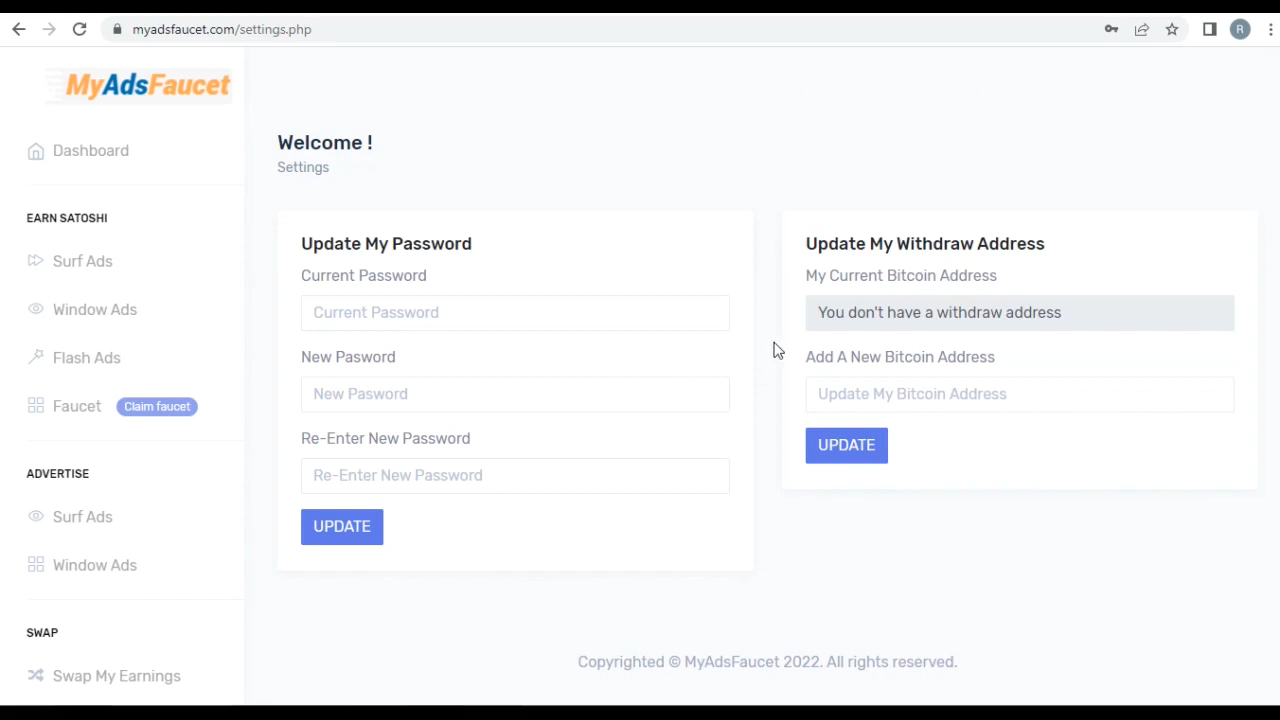 myadsfaucet.com/settings.php
R
MyAdsFaucet
Dashboard
EARN SATOSHI
Surf Ads
Window Ads
Flash Ads
Faucet Claim faucet
ADVERTISE
Surf Ads
Window Ads
SWAP
Swap My Earnings
Welcome !
Settings
Update My Password
Current Password
Current Password
New Pasword
New Pasword
Re-Enter New Password
Re-Enter New Password
UPDATE
Update My Withdraw Address
My Current Bitcoin Address
You don't have a withdraw address
Add A New Bitcoin Address
Update My Bitcoin Address
UPDATE
Copyrighted © MyAdsFaucet 2022. All rights reserved.